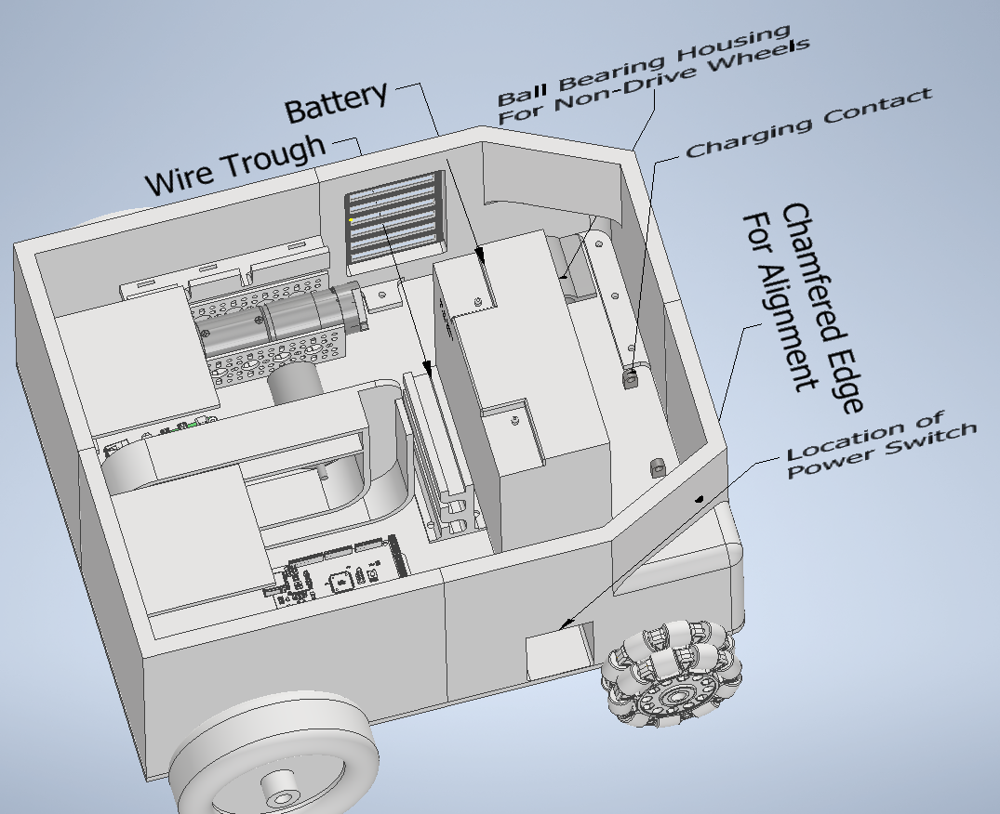 Battery
Wire Trough
Ball Bearing Housing
For Non-Drive Wheels
Charging Contact
Chamfered Edge
For Alignment
Location of
Power Switch